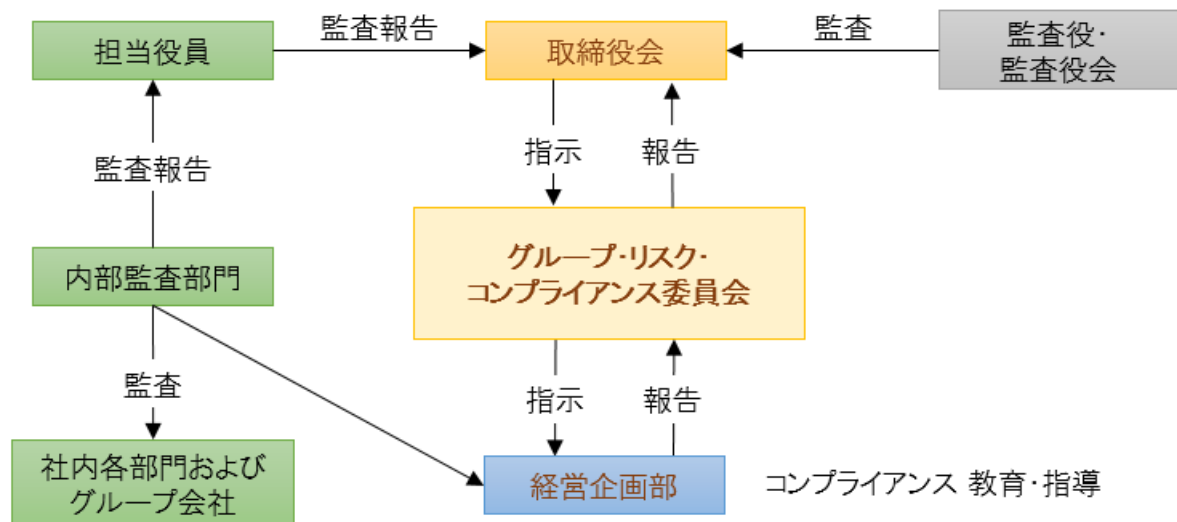 担当役員
監査報告
取締役会
監査
監査役・
監査役会
監査報告
指示
報告
内部監査部門
グループ・リスク・
コンプライアンス委員会
監査
指示
報告
社内各部門および
グループ会社
経営企画部
コンプライアンス 教育・指導